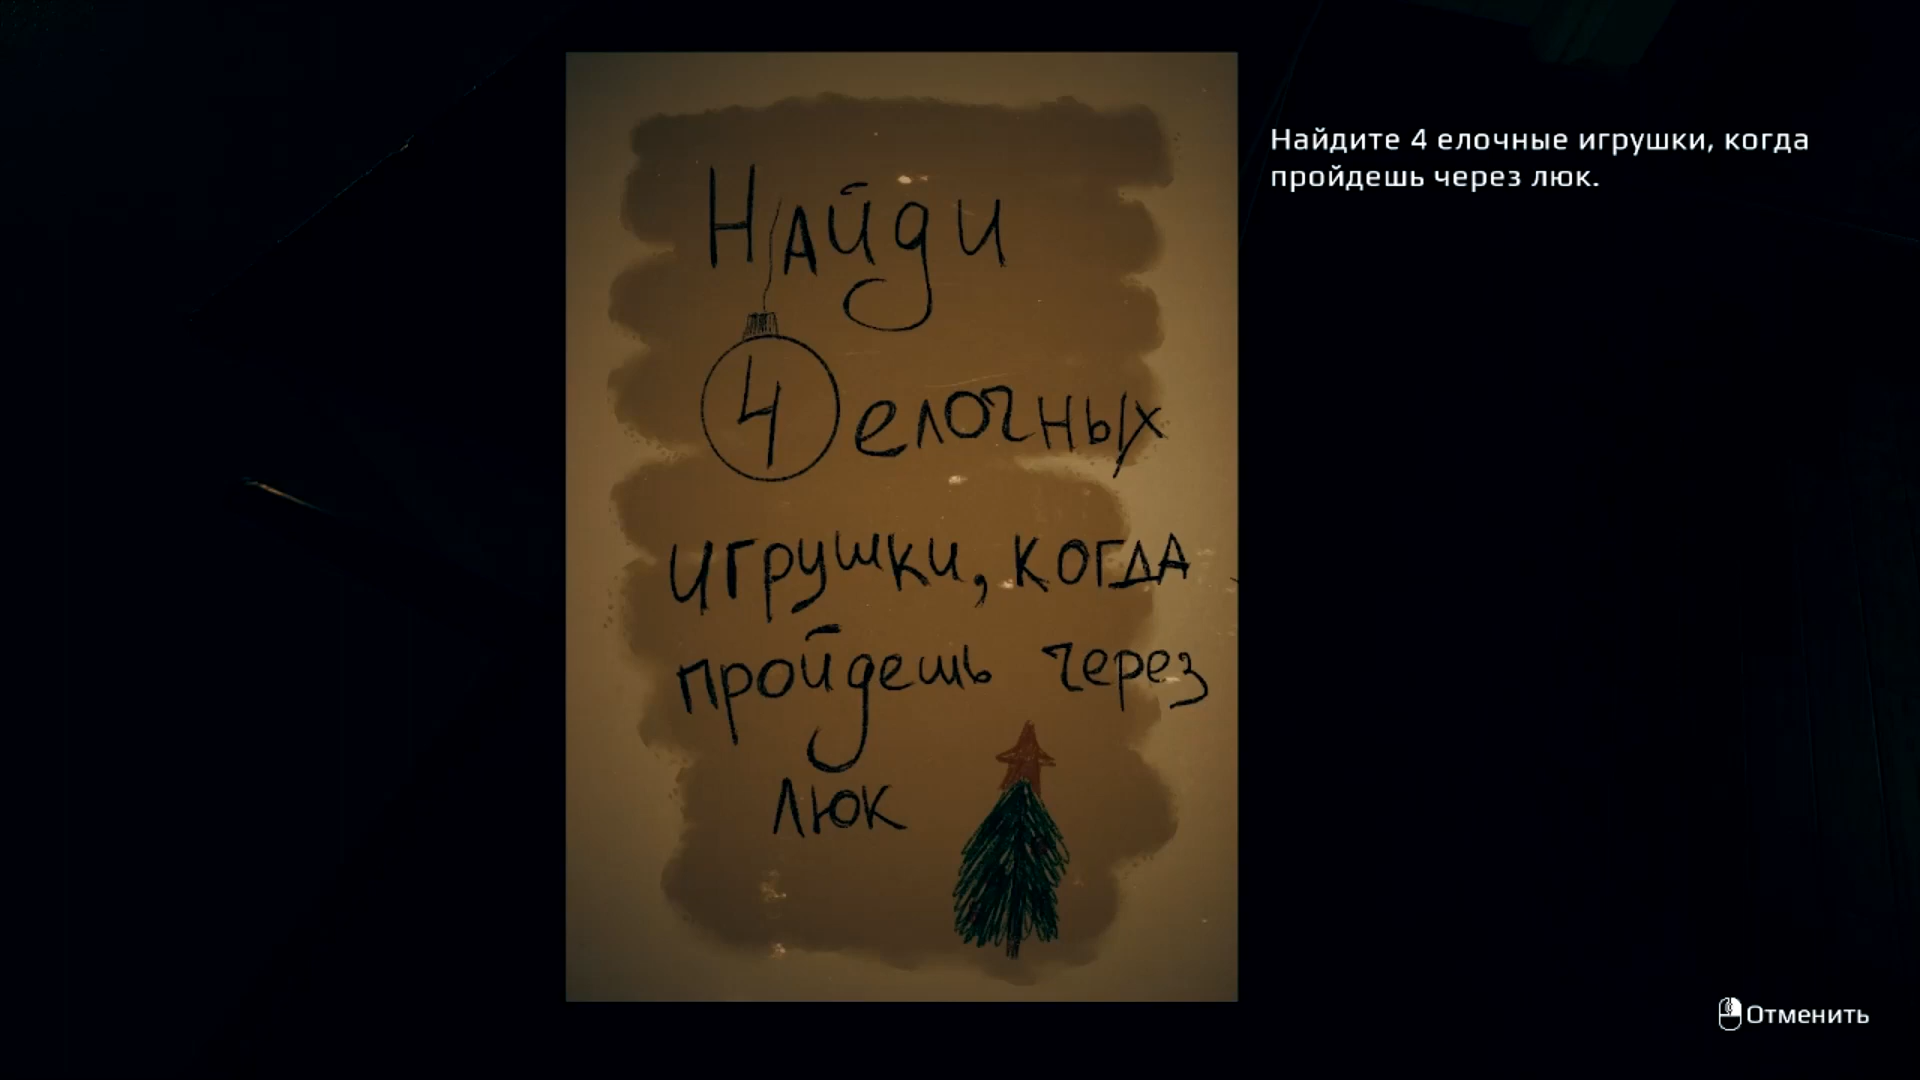 Найди
4 елочных
игрушки, когда
пройдешь через
люк
Найдите 4 елочные игрушки, когда
пройдешь через люк.
Отменить